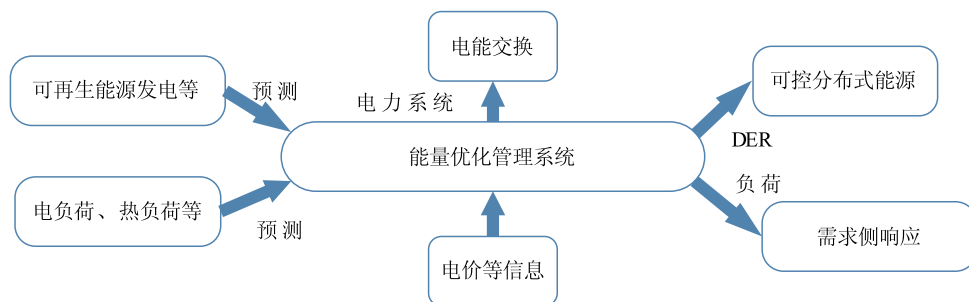 电能交换
可再生能源发电等
预测
电力系统
可控分布式能源
能量优化管理系统
DER
电负荷、热负荷等
预测
负荷
需求侧响应
电价等信息